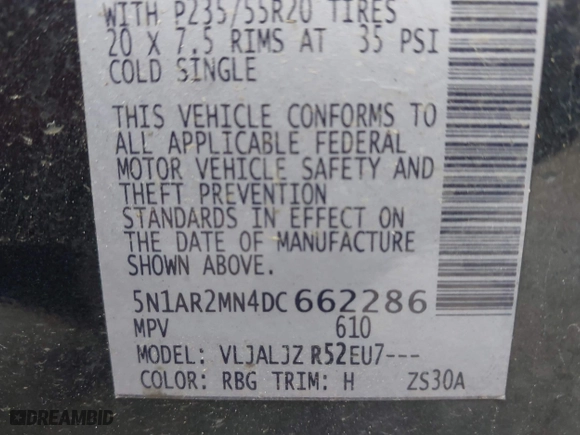 WITH P235/55R20 TIRES
20 X 7.5 RIMS AT 35 PSI
COLD SINGLE
THIS VEHICLE CONFORMS TO
ALL APPLICABLE FEDERAL
MOTOR VEHICLE SAFETY AND
THEFT PREVENTION
STANDARDS IN EFFECT ON
THE DATE OF MANUFACTURE
SHOWN ABOVE.
5N1AR2MN4DC662286
MPV 610
MODEL: VLJALJZ R52EU7---
COLOR: RBG TRIM: H ZS30A
DREAMBID